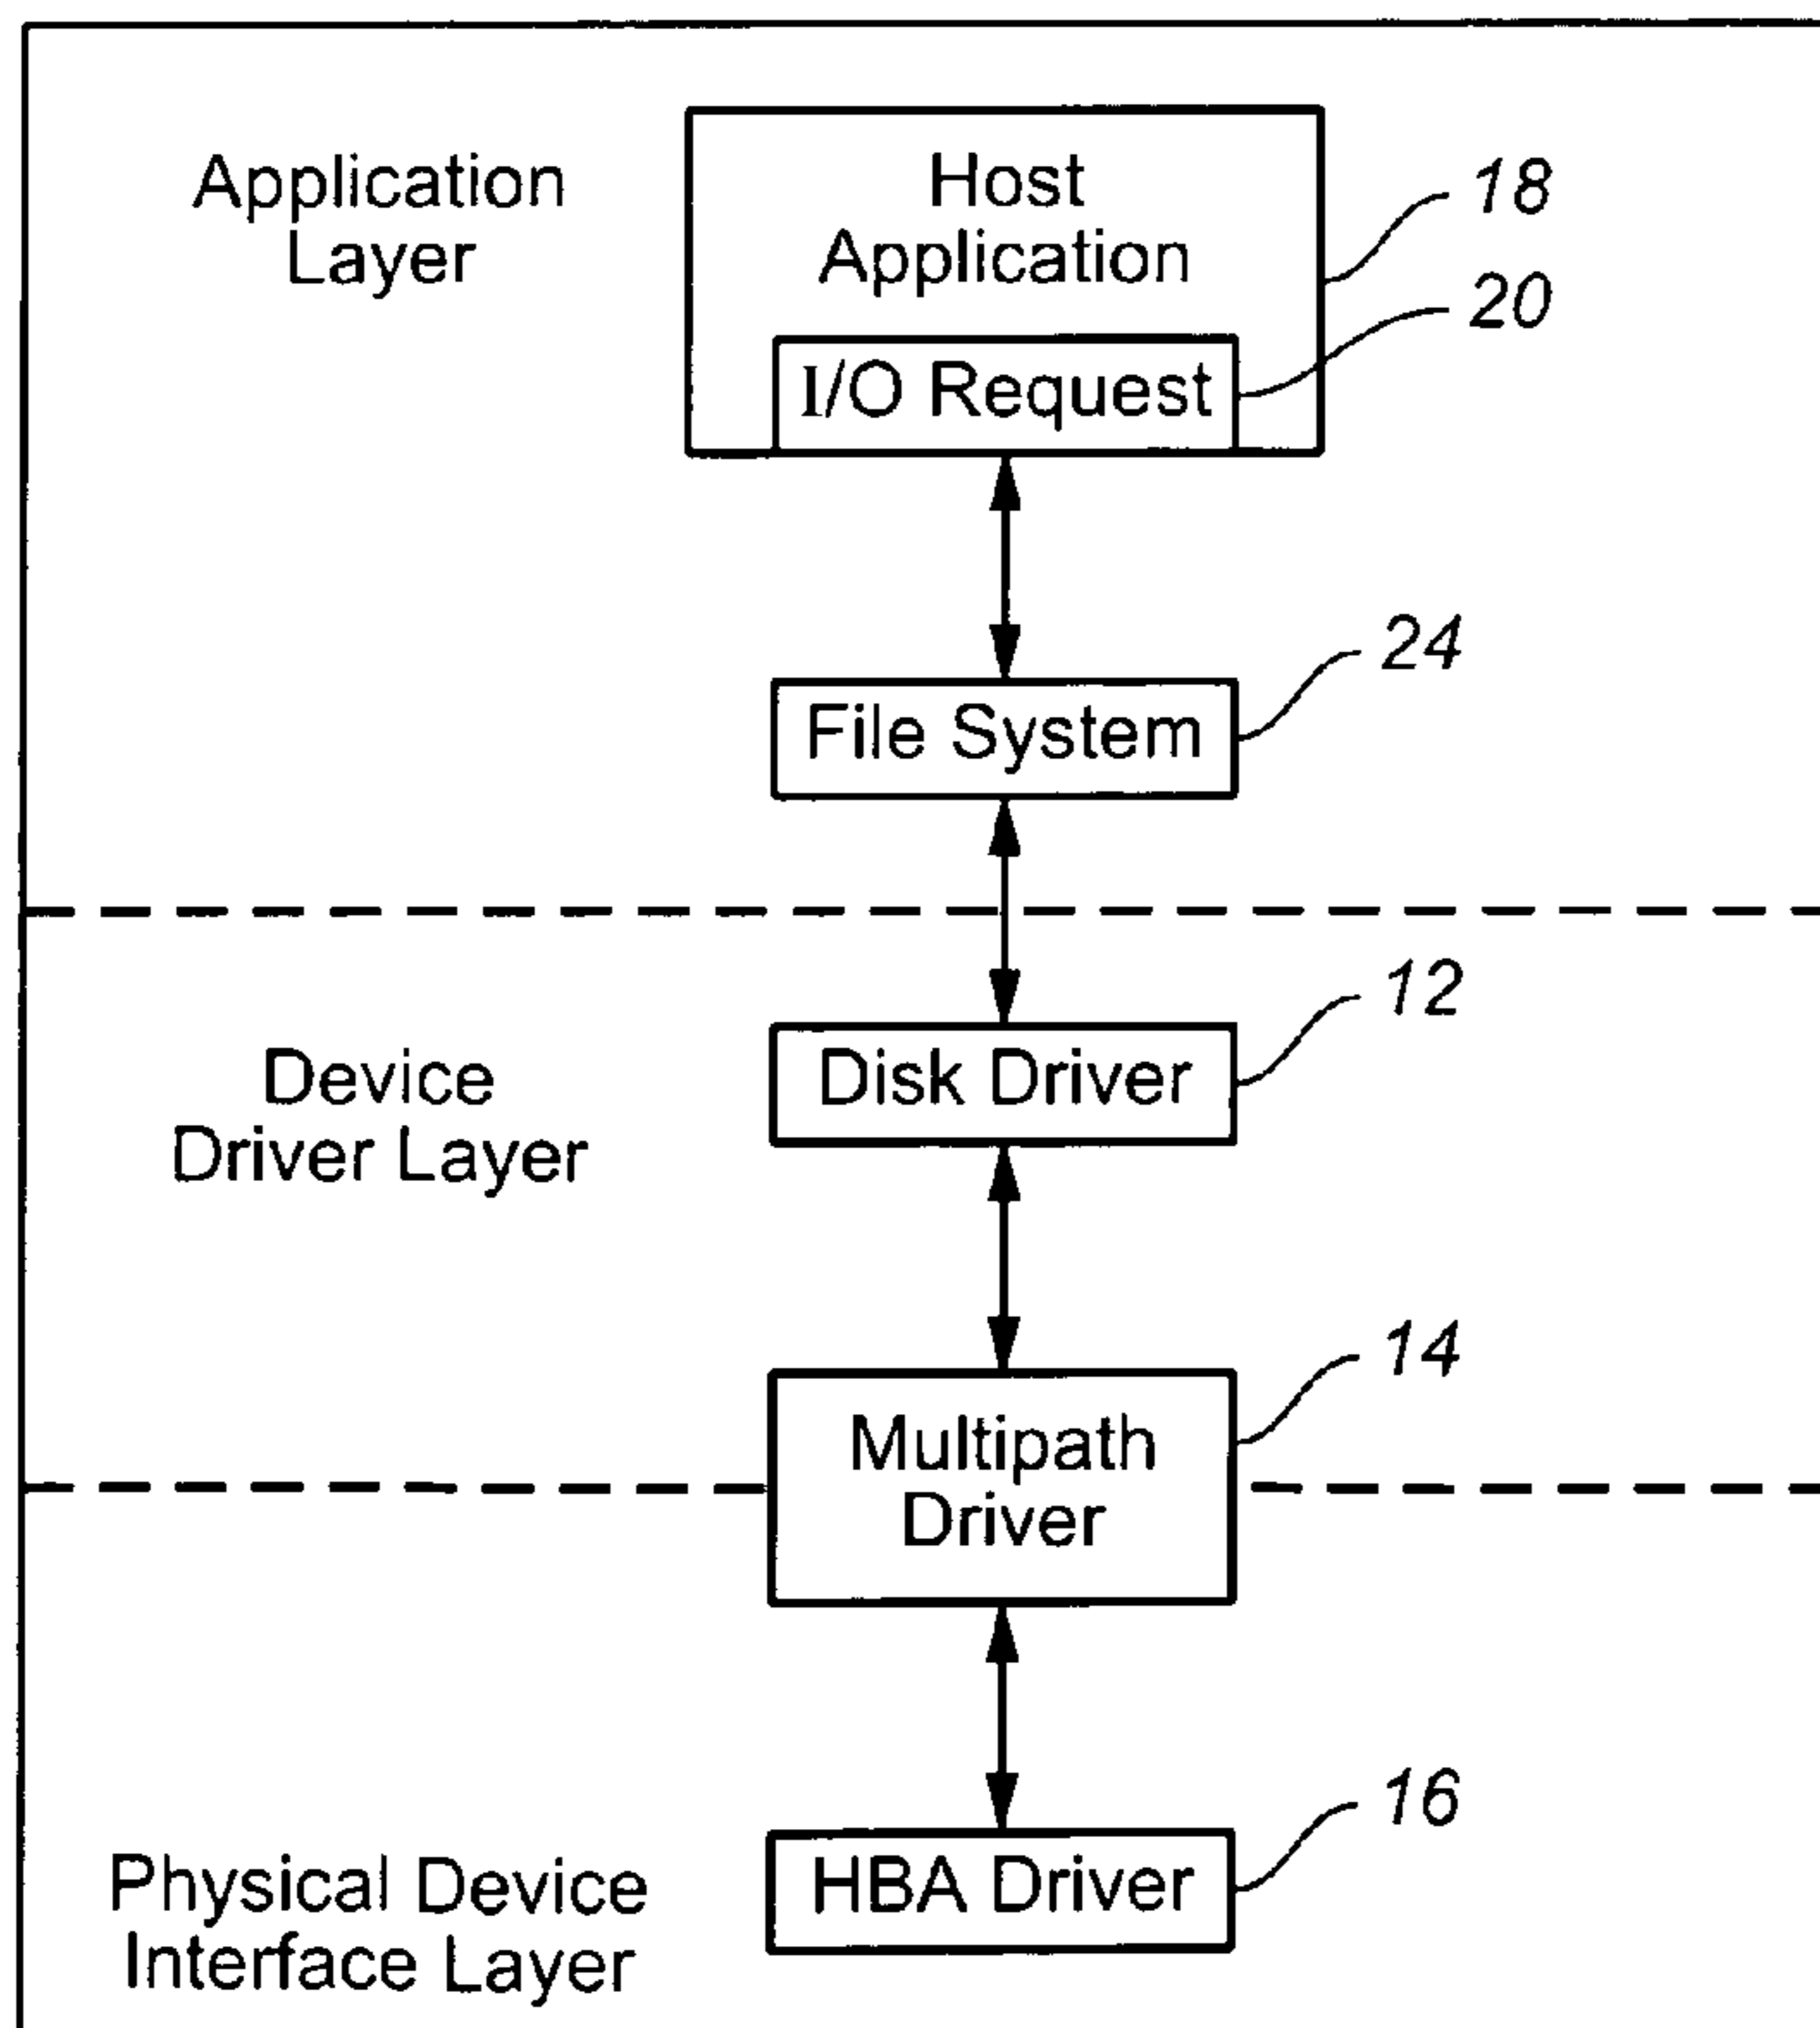 Application
Layer
Host
Application
18
20
I/O Request
24
File System
12
Device
Driver Layer
Disk Driver
14
Multipath
Driver
16
Physical Device
Interface Layer
HBA Driver